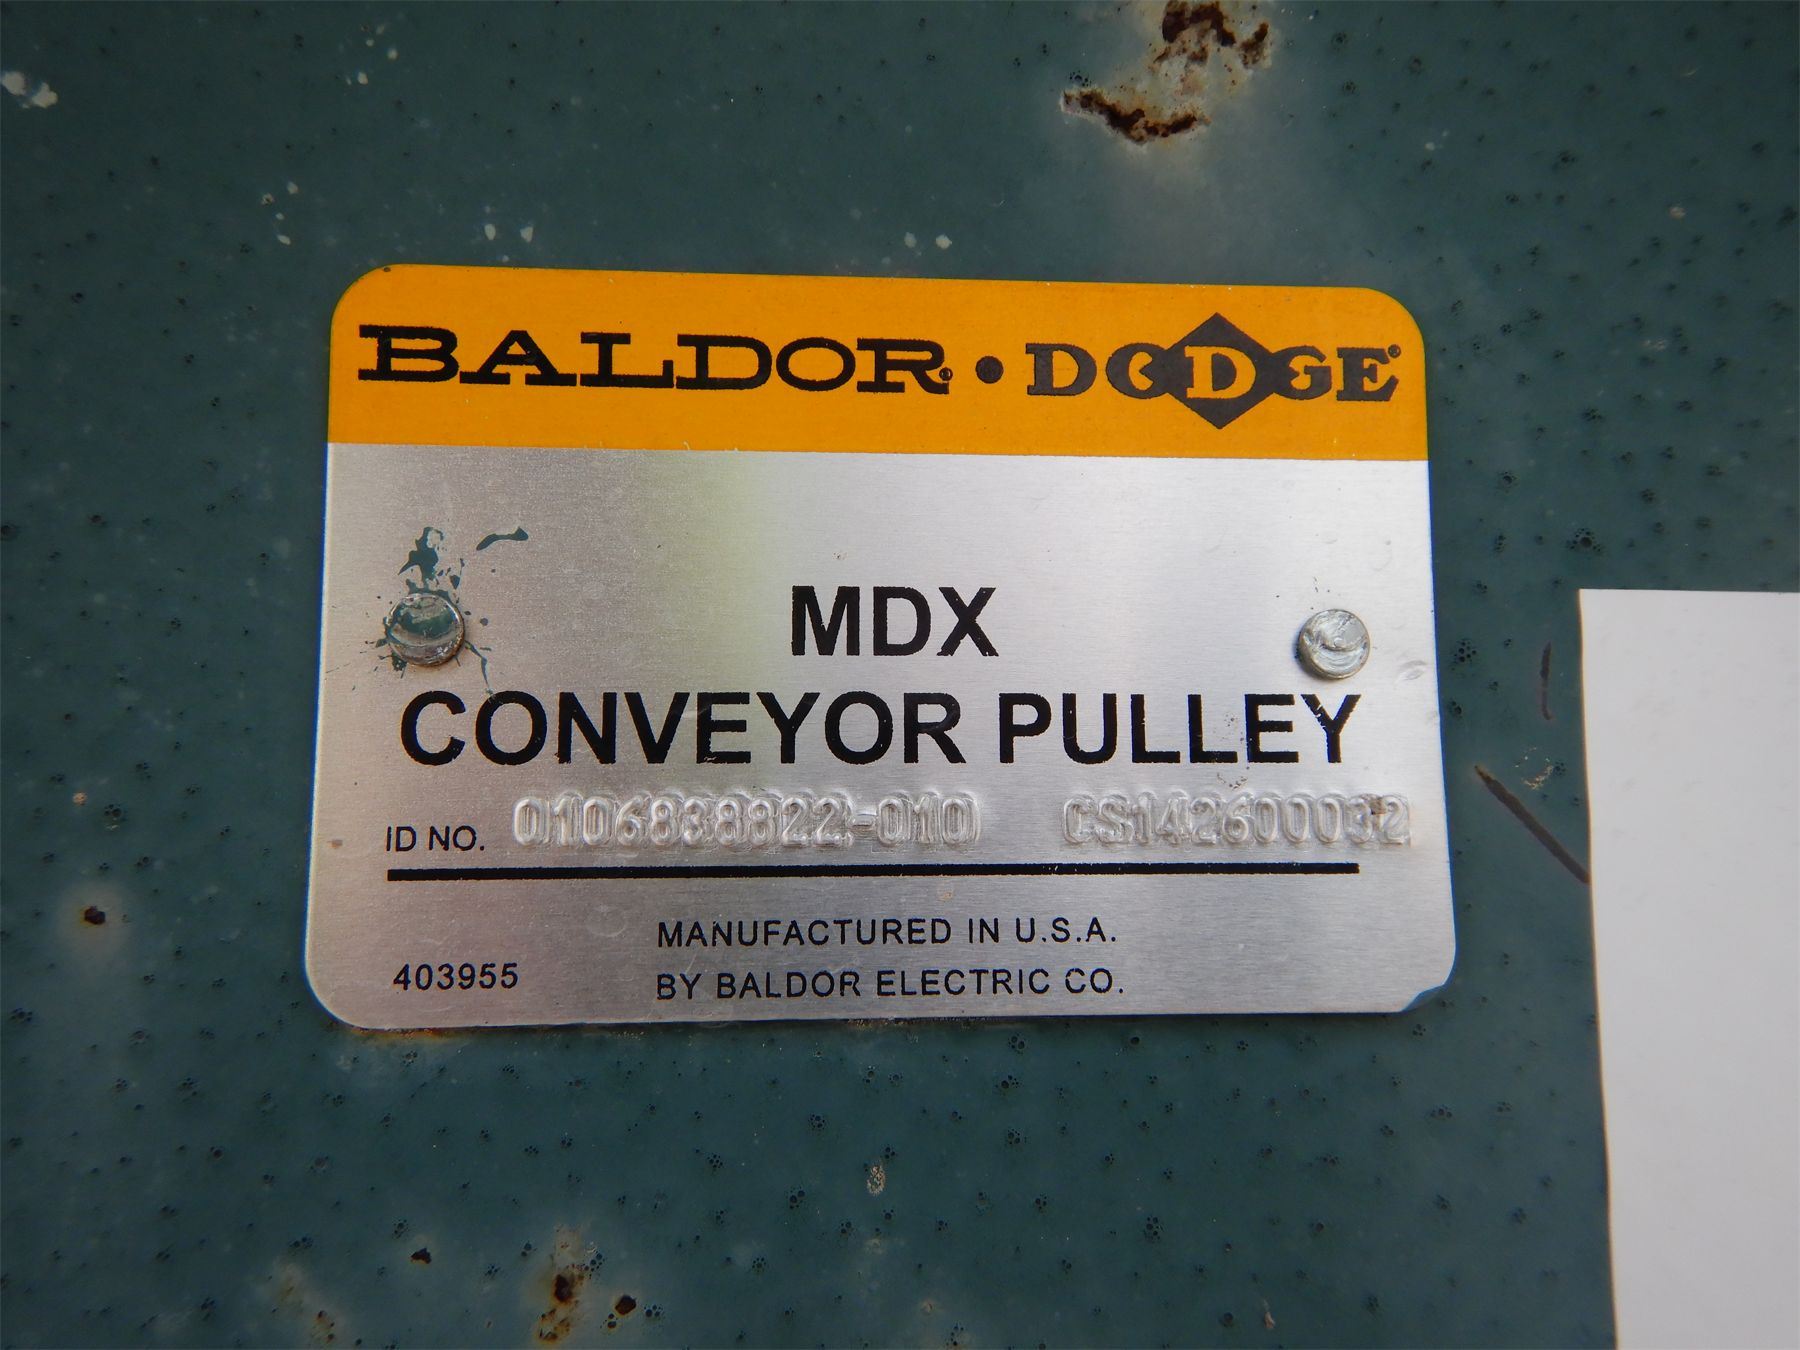 BALDOR® • DODGE®
MDX
CONVEYOR PULLEY
ID NO. 0106838822-010 CS142600032
MANUFACTURED IN U.S.A.
403955 BY BALDOR ELECTRIC CO.